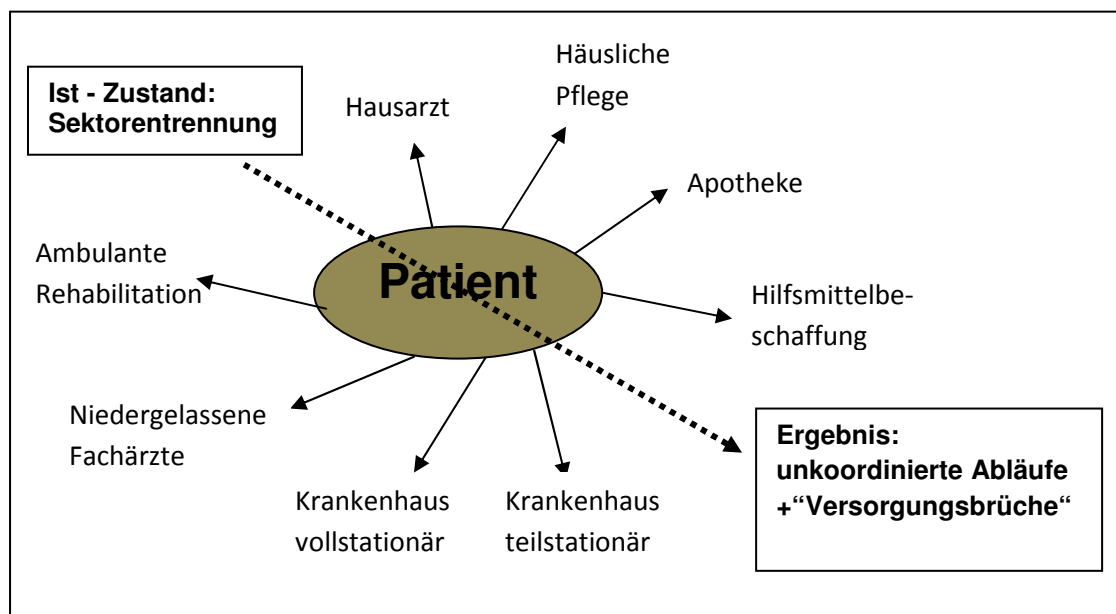 Ist - Zustand:
Sektorentrennung
Hausarzt
Häusliche
Pflege
Apotheke
Ambulante
Rehabilitation
Patient
Hilfsmittelbe-
schaffung
Niedergelassene
Fachärzte
Krankenhaus
vollstationär
Krankenhaus
teilstationär
Ergebnis:
unkoordinierte Abläufe
+“Versorgungsbrüche“